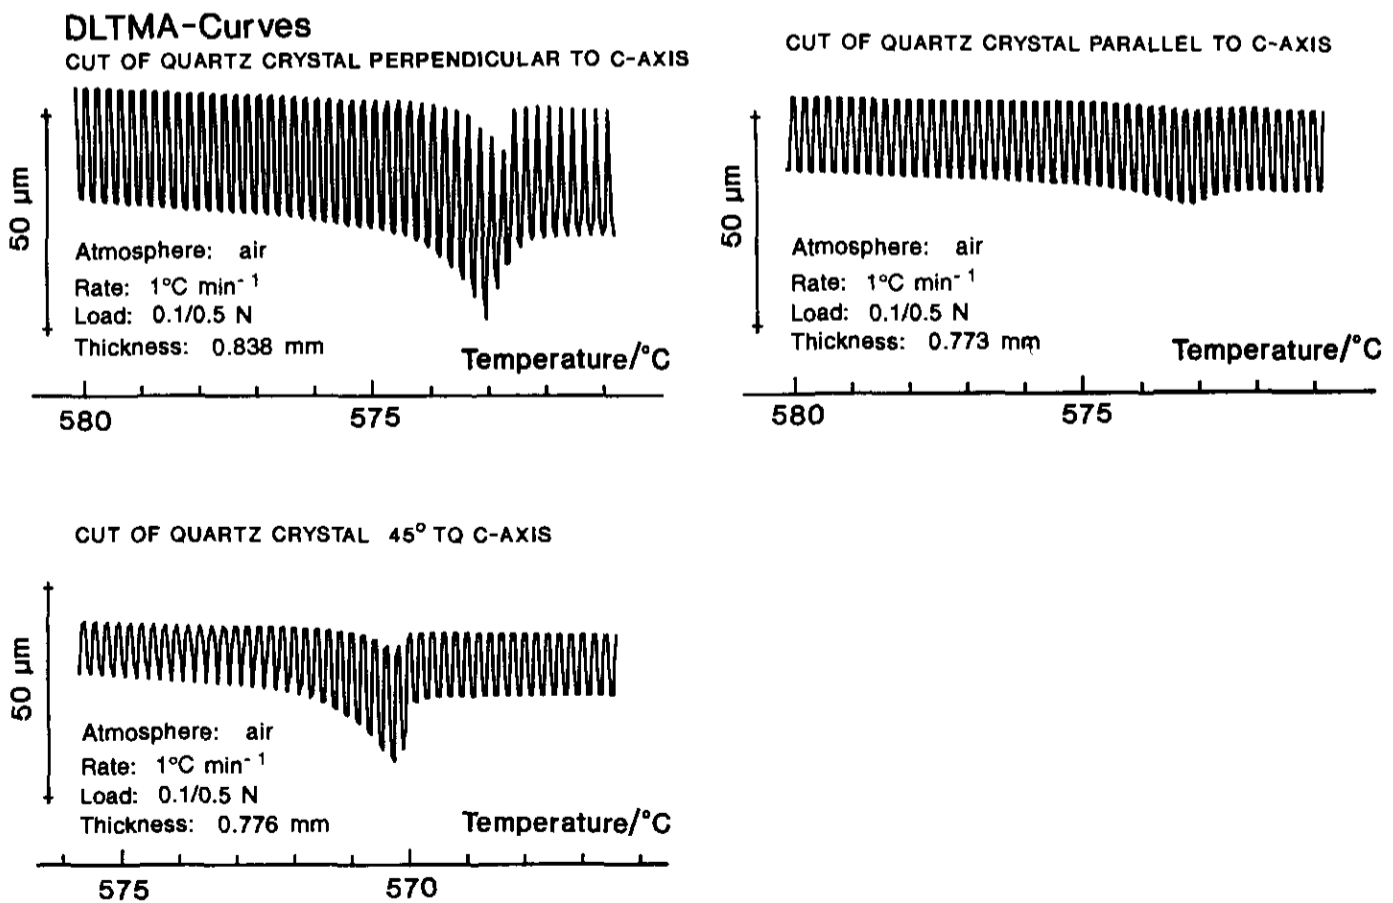 DLTMA-Curves
CUT OF QUARTZ CRYSTAL PERPENDICULAR TO C-AXIS
50 µm
Atmosphere: air
Rate: 1°C min⁻¹
Load: 0.1/0.5 N
Thickness: 0.838 mm
Temperature/°C
580 575
CUT OF QUARTZ CRYSTAL PARALLEL TO C-AXIS
50 µm
Atmosphere: air
Rate: 1°C min⁻¹
Load: 0.1/0.5 N
Thickness: 0.773 mm
Temperature/°C
580 575
CUT OF QUARTZ CRYSTAL 45° TO C-AXIS
50 µm
Atmosphere: air
Rate: 1°C min⁻¹
Load: 0.1/0.5 N
Thickness: 0.776 mm
Temperature/°C
575 570